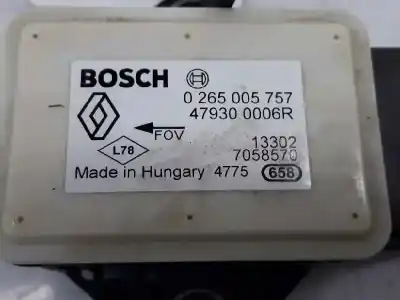 BOSCH
0 265 005 757
47930 0006R
FOV
L78
13302
7058570
Made in Hungary 4775 658